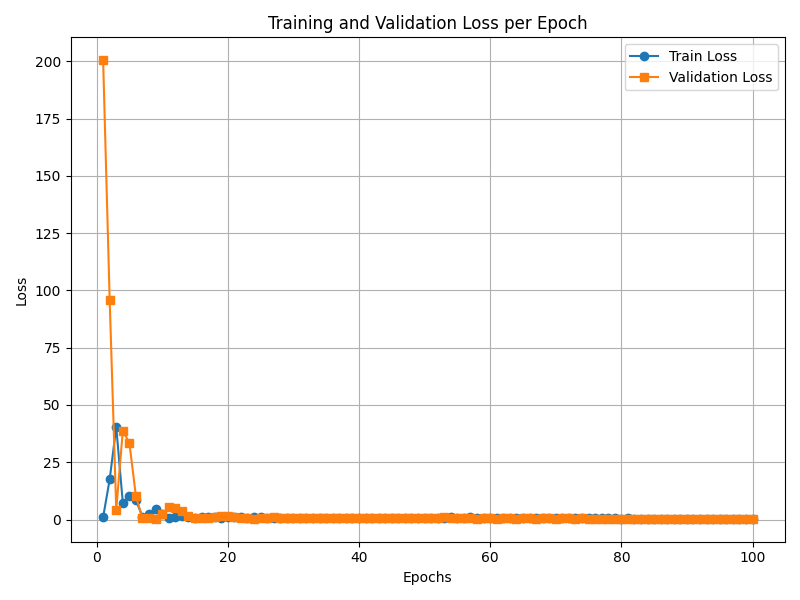 Training and Validation Loss per Epoch
Train Loss
Validation Loss
200
175
150
125
100
75
50
25
0
Loss
0 20 40 60 80 100
Epochs